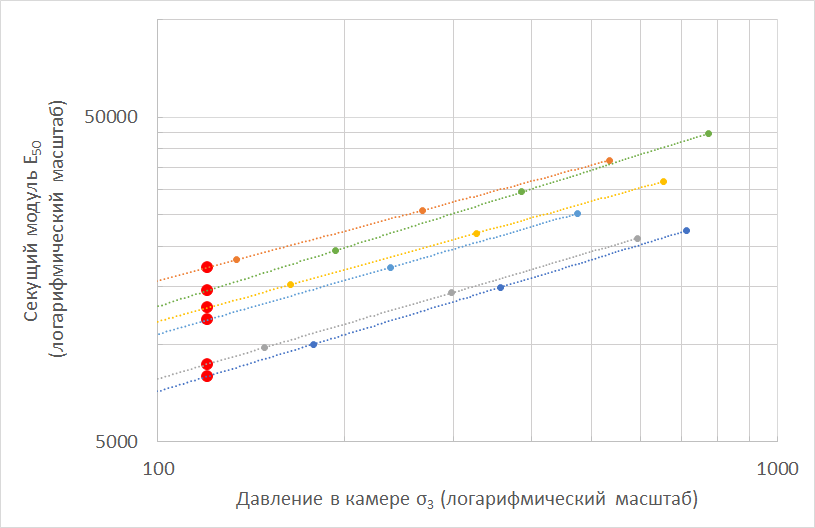 Секущий модуль E50
(логарифмический масштаб)
50000
5000
100
1000
Давление в камере σ3 (логарифмический масштаб)